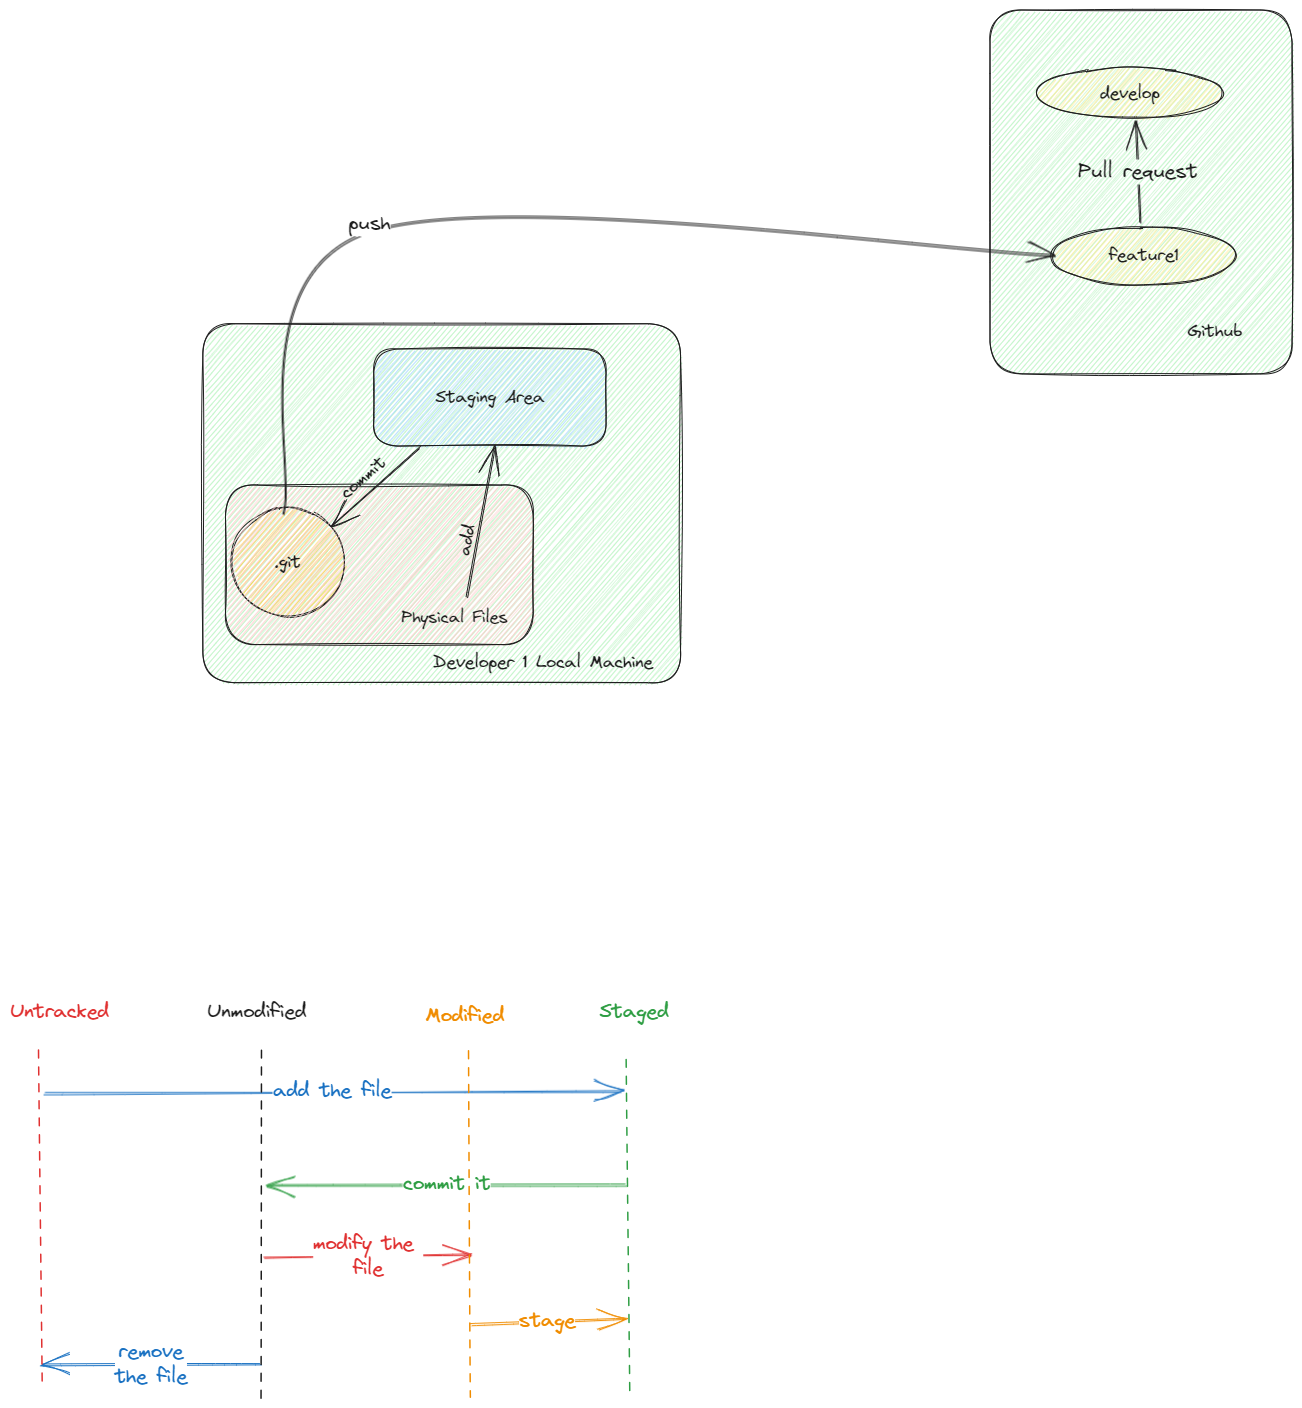 develop
Pull request
feature1
Github
push
Staging Area
commit
add
.git
Physical Files
Developer 1 Local Machine
Untracked
Unmodified
Modified
Staged
add the file
commit it
modify the
file
stage
remove
the file